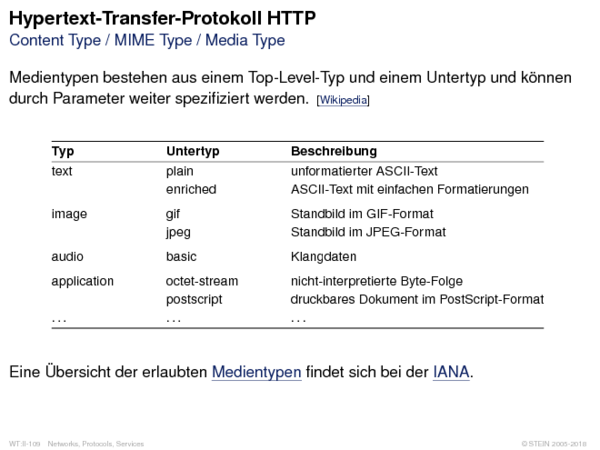 Hypertext-Transfer-Protokoll HTTP
Content Type / MIME Type / Media Type
Medientypen bestehen aus einem Top-Level-Typ und einem Untertyp und können
durch Parameter weiter spezifiziert werden. [Wikipedia]
Typ Untertyp Beschreibung
text plain unformatierter ASCII-Text
enriched ASCII-Text mit einfachen Formatierungen
image gif Standbild im GIF-Format
jpeg Standbild im JPEG-Format
audio basic Klangdaten
application octet-stream nicht-interpretierte Byte-Folge
postscript druckbares Dokument im PostScript-Format
... ... ...
Eine Übersicht der erlaubten Medientypen findet sich bei der IANA.
WT:II-109 Networks, Protocols, Services © STEIN 2005-2018